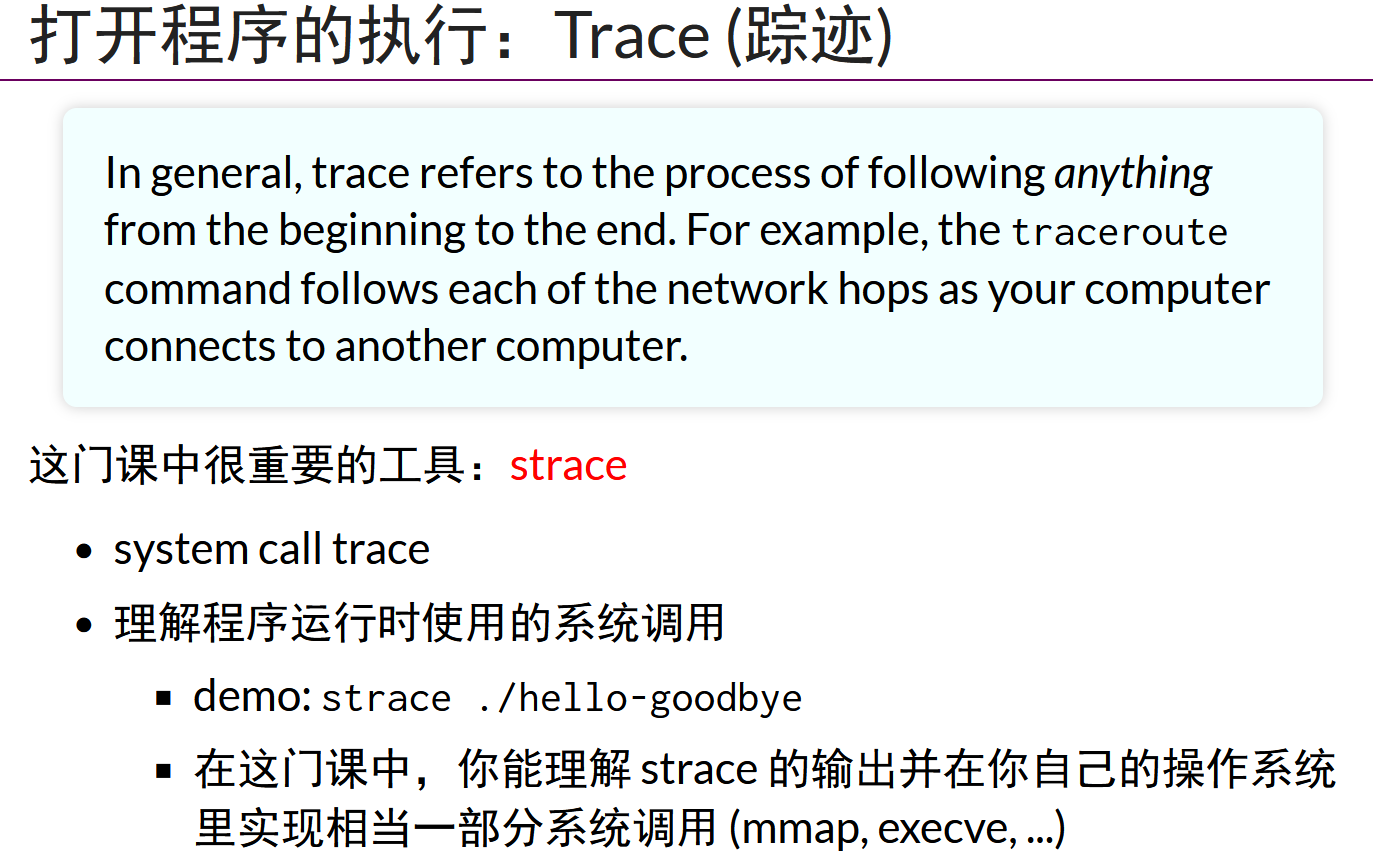 打开程序的执行：Trace (踪迹)
In general, trace refers to the process of following anything
from the beginning to the end. For example, the traceroute
command follows each of the network hops as your computer
connects to another computer.
这门课中很重要的工具：strace
• system call trace
• 理解程序运行时使用的系统调用
▪ demo: strace ./hello-goodbye
▪ 在这门课中，你能理解 strace 的输出并在你自己的操作系统
里实现相当一部分系统调用 (mmap, execve, ...)